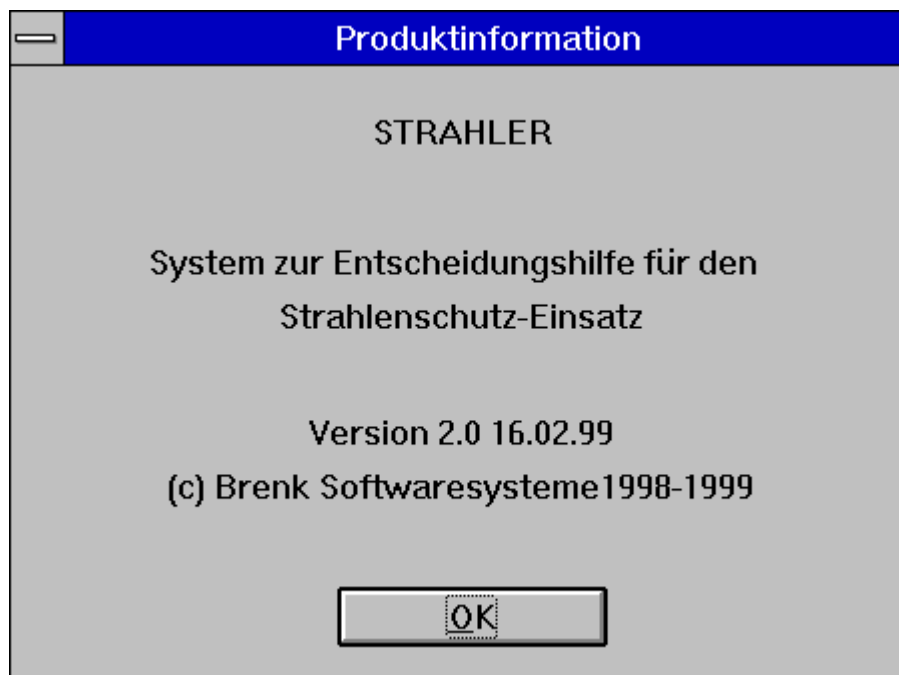 Produktinformation
STRAHLER
System zur Entscheidungshilfe für den
Strahlenschutz-Einsatz
Version 2.0 16.02.99
(c) Brenk Softwaresysteme1998-1999
OK